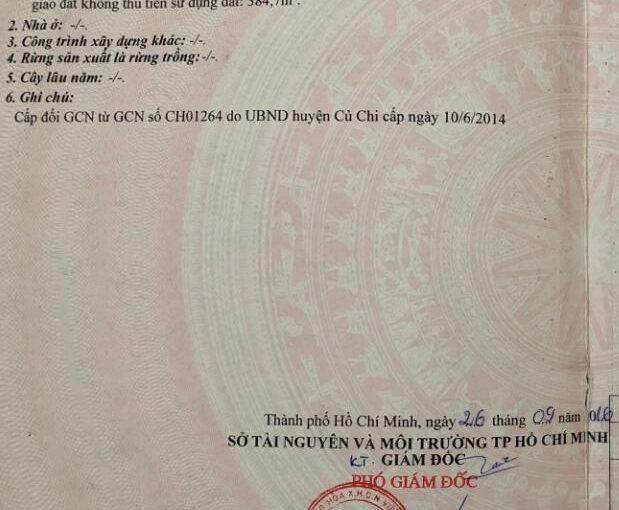 giao đất không thu tiền sử dụng đất: 384,7m².
2. Nhà ở: -/-.
3. Công trình xây dựng khác: -/-.
4. Rừng sản xuất là rừng trồng:-/-.
5. Cây lâu năm: -/-.
6. Ghi chú:
Cấp đổi GCN từ GCN số CH01264 do UBND huyện Củ Chi cấp ngày 10/6/2014
Thành phố Hồ Chí Minh, ngày 26 tháng 09 năm
SỞ TÀI NGUYÊN VÀ MÔI TRƯỜNG TP HỒ CHÍ MINH
KT. GIÁM ĐỐC
PHÓ GIÁM ĐỐC
HÒA X.H.C.N VIỆ